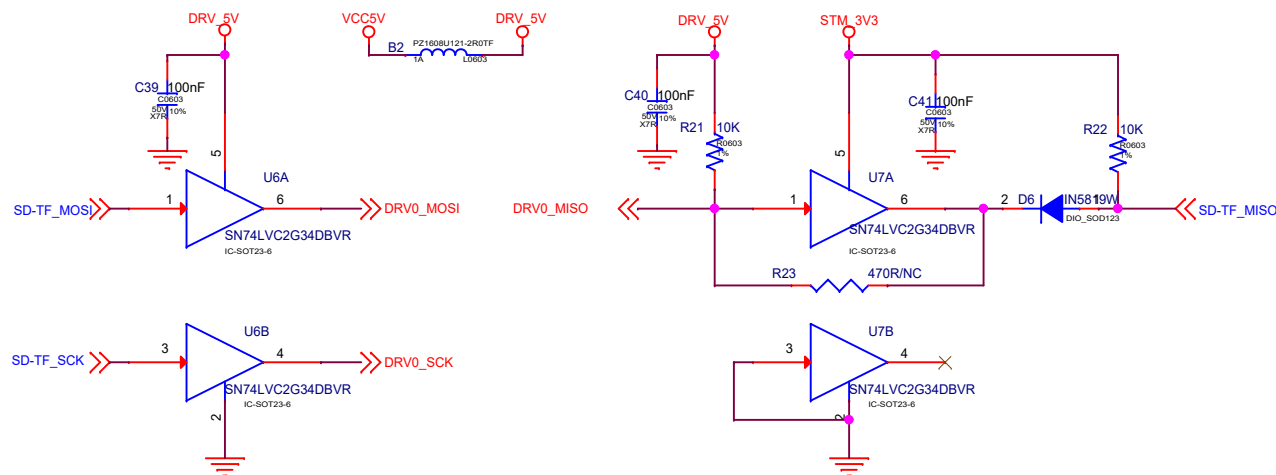 DRV_5V
VCC5V
DRV_5V
DRV_5V
STM_3V3
B2
PZ1608U121-2R0TF
1A
L0603
C39
100nF
C0603
50V
10%
X7R
5
U6A
SD-TF_MOSI
1
6
DRV0_MOSI
SN74LVC2G34DBVR
IC-SOT23-6
C40
100nF
C0603
50V
10%
X7R
R21
10K
R0603
1%
C41
100nF
C0603
50V
10%
X7R
R22
10K
R0603
1%
5
U7A
DRV0_MISO
1
6
SN74LVC2G34DBVR
IC-SOT23-6
2
D6
IN5819W
1
DIO_SOD123
SD-TF_MISO
R23
470R/NC
U6B
SD-TF_SCK
3
4
DRV0_SCK
SN74LVC2G34DBVR
IC-SOT23-6
2
U7B
3
4
SN74LVC2G34DBVR
IC-SOT23-6
2